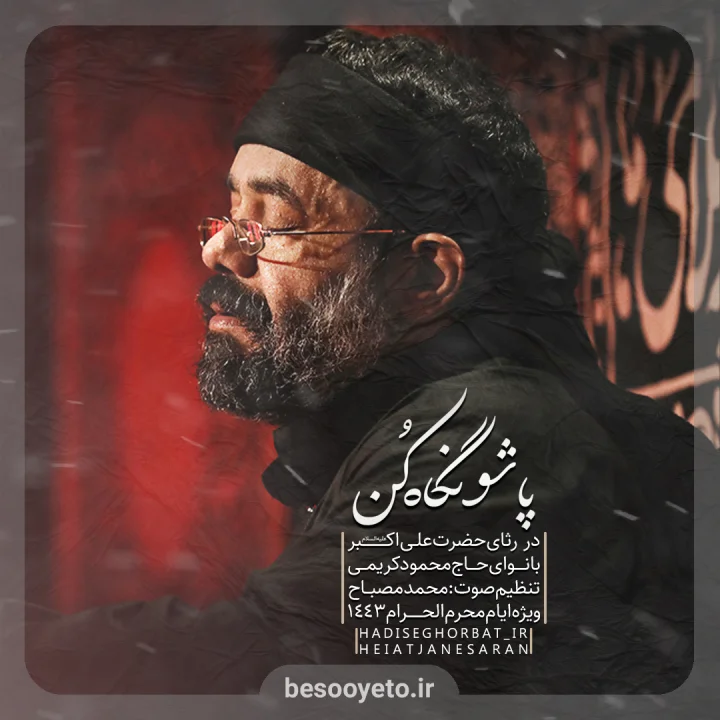 پاشو نگاه کُن
در رثای حضرت علی اکبر علیه‌السلام
با نوای حاج محمود کریمی
تنظیم صوت: محمد مصباح
ویژه ایام محرم الحرام ۱۴۴۳
HADISEGHORBAT_IR
HEIATJANESARAN
besooyeto.ir